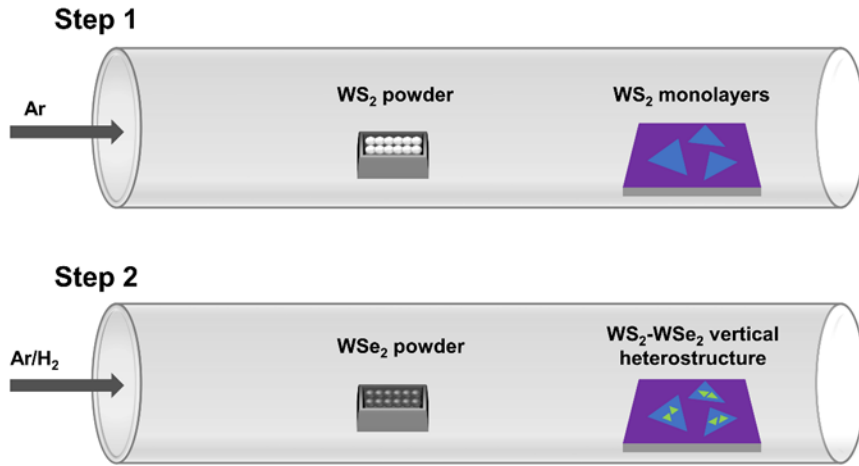 Step 1
Ar
WS₂ powder
WS₂ monolayers
Step 2
Ar/H₂
WSe₂ powder
WS₂-WSe₂ vertical
heterostructure